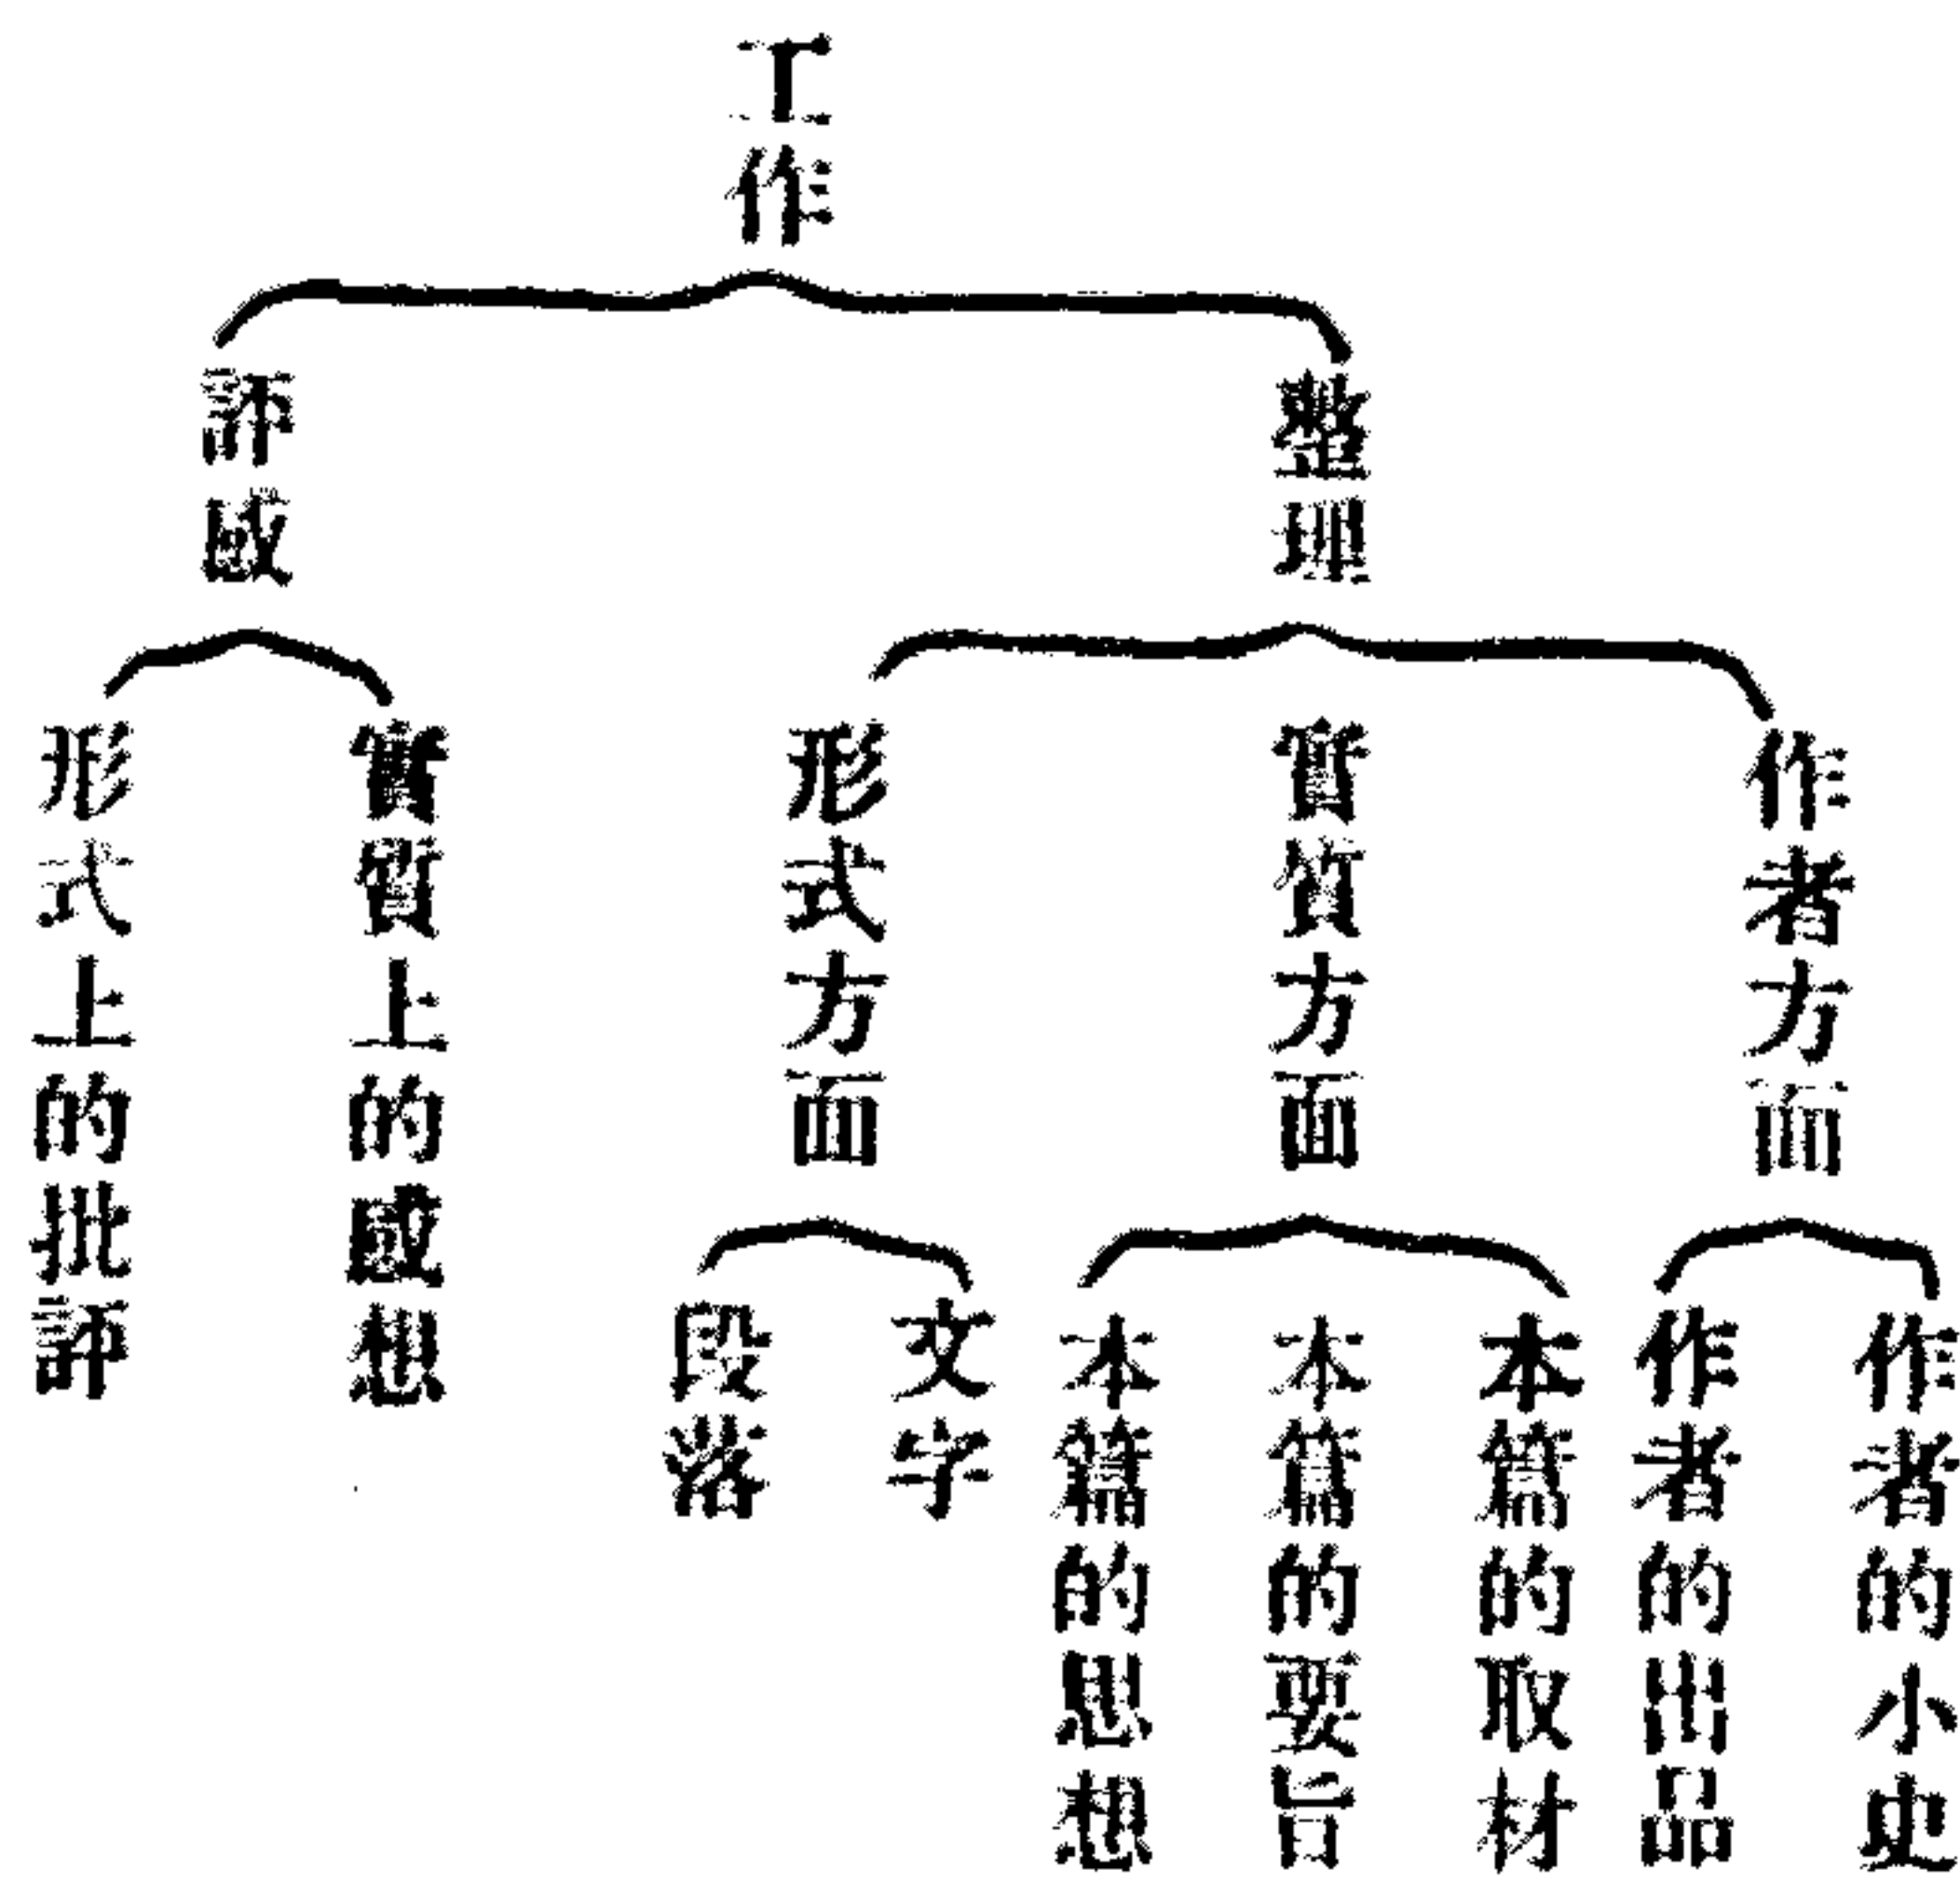 工作
整理
評感
作者方面
實質方面
形式方面
實質上的感想
形式上的批評
作者的小史
作者的出品
本篇的取材
本篇的要旨
本篇的思想
文字
段落